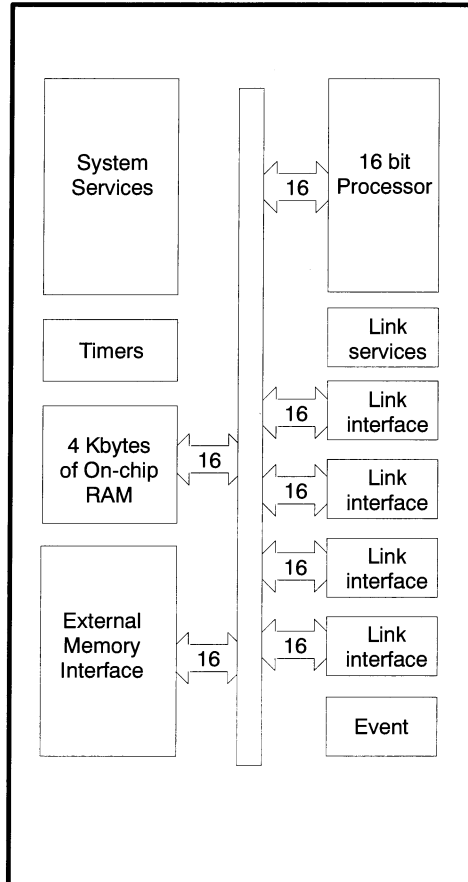 System
Services
16
16 bit
Processor
Timers
Link
services
4 Kbytes
of On-chip
RAM
16
16
Link
interface
16
Link
interface
External
Memory
Interface
16
16
Link
interface
16
Link
interface
Event